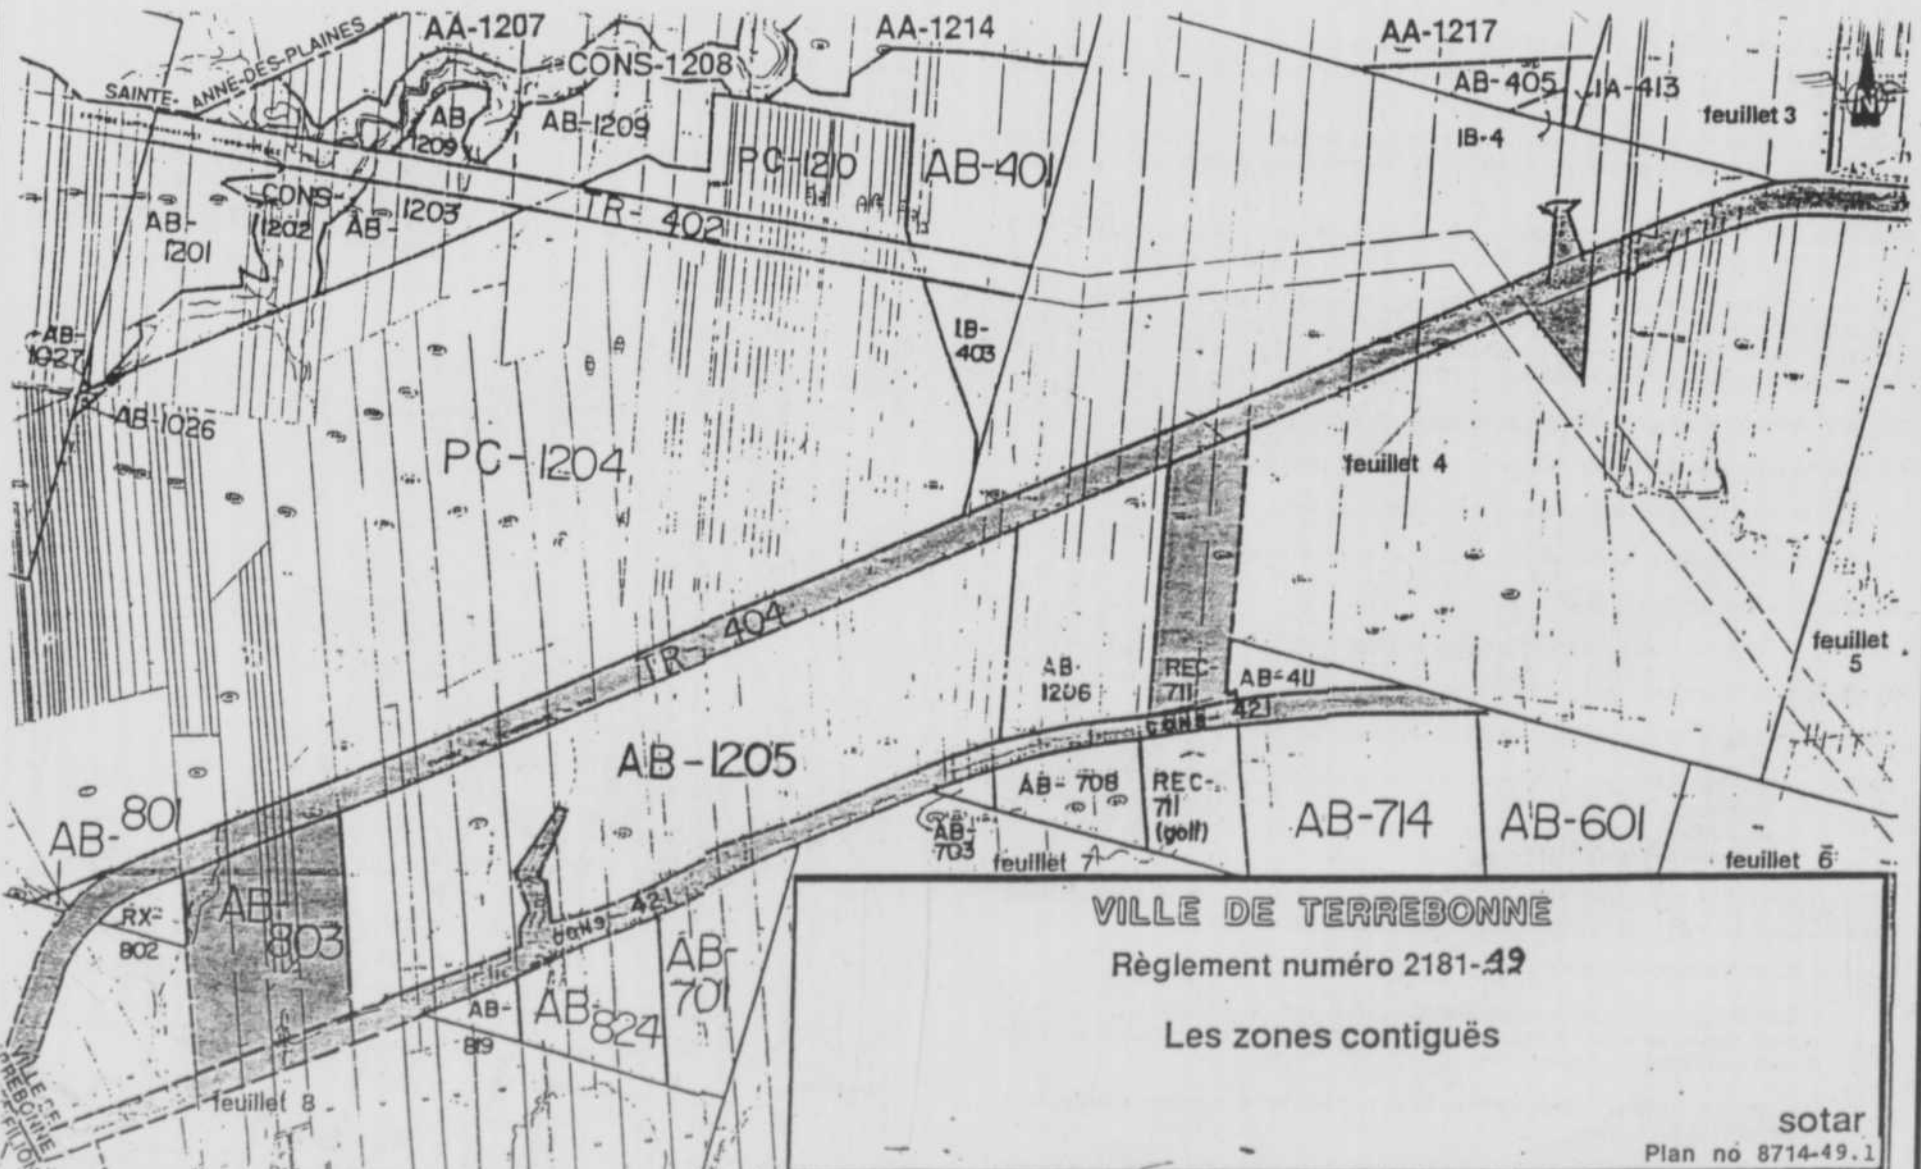 AA-1207
AA-1214
AA-1217
CONS-1208
AB-405
IA-413
SAINTE-ANNE-DES-PLAINES
feuillet 3
N
AB
1209
AB-1209
IB-4
PC-1210
AB-401
CONS-
1202
AB-1203
TR-402
AB-
1201
AB-
1027
IB-
403
AB-1026
PC-1204
feuillet 4
TR-404
feuillet
5
AB-
1206
REC-
711
AB-411
CONS-421
AB-1205
AB-708
REC-
711
(golf)
AB-714
AB-601
AB-801
AB-
703
feuillet 7
feuillet 6
RX-
802
AB-
803
CONS 421
AB-
701
AB-
819
AB-824
feuillet 8
VILLE DE
VILLE DE TERREBONNE
Règlement numéro 2181-49
Les zones contiguës
sotar
Plan no 8714-49.1